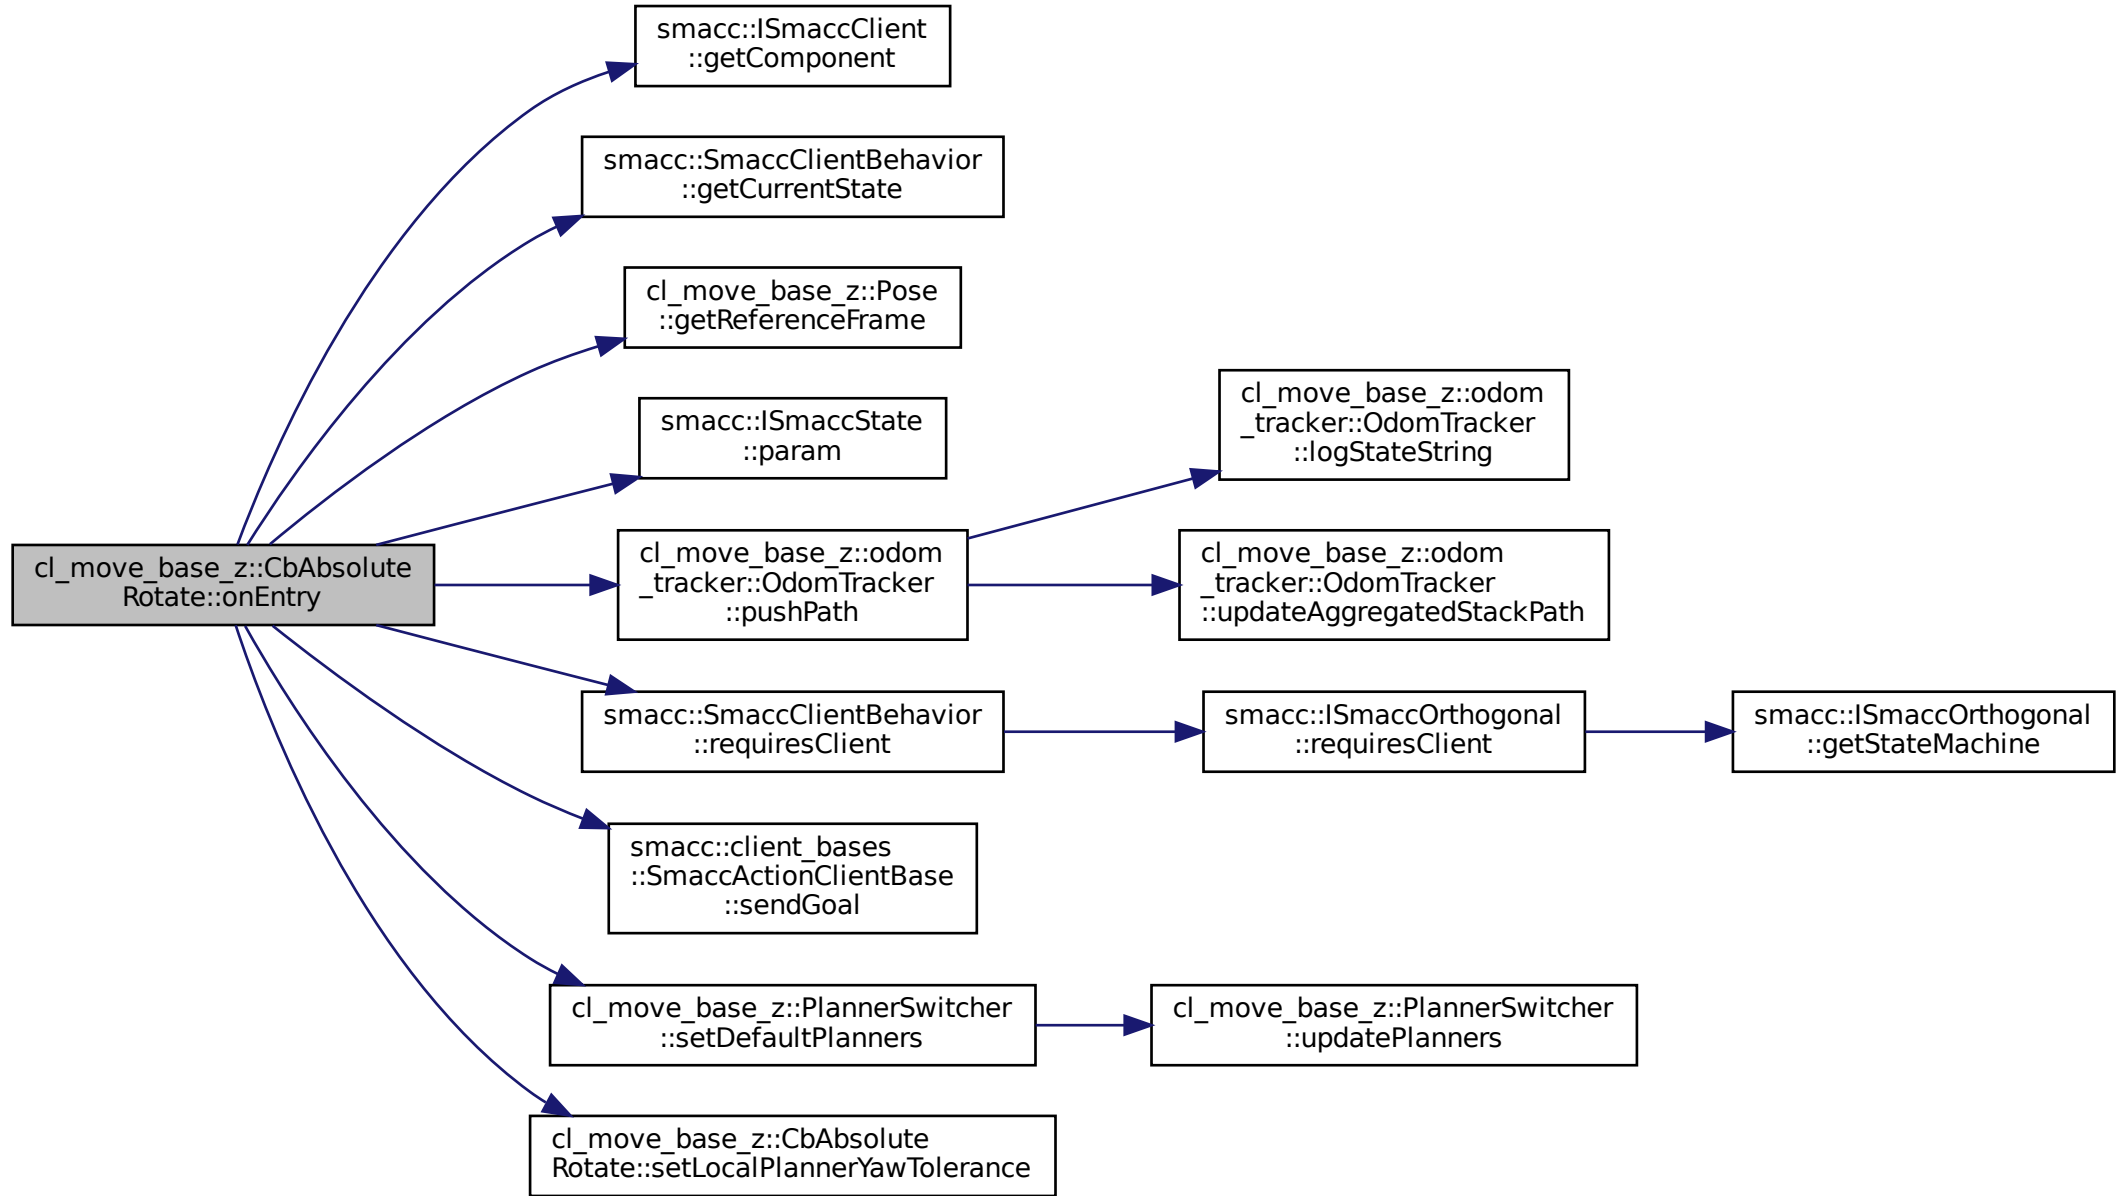 smacc::ISmaccClient
::getComponent
smacc::SmaccClientBehavior
::getCurrentState
cl_move_base_z::Pose
::getReferenceFrame
smacc::ISmaccState
::param
cl_move_base_z::CbAbsolute
Rotate::onEntry
cl_move_base_z::odom
_tracker::OdomTracker
::pushPath
cl_move_base_z::odom
_tracker::OdomTracker
::logStateString
cl_move_base_z::odom
_tracker::OdomTracker
::updateAggregatedStackPath
smacc::SmaccClientBehavior
::requiresClient
smacc::ISmaccOrthogonal
::requiresClient
smacc::ISmaccOrthogonal
::getStateMachine
smacc::client_bases
::SmaccActionClientBase
::sendGoal
cl_move_base_z::PlannerSwitcher
::setDefaultPlanners
cl_move_base_z::PlannerSwitcher
::updatePlanners
cl_move_base_z::CbAbsolute
Rotate::setLocalPlannerYawTolerance